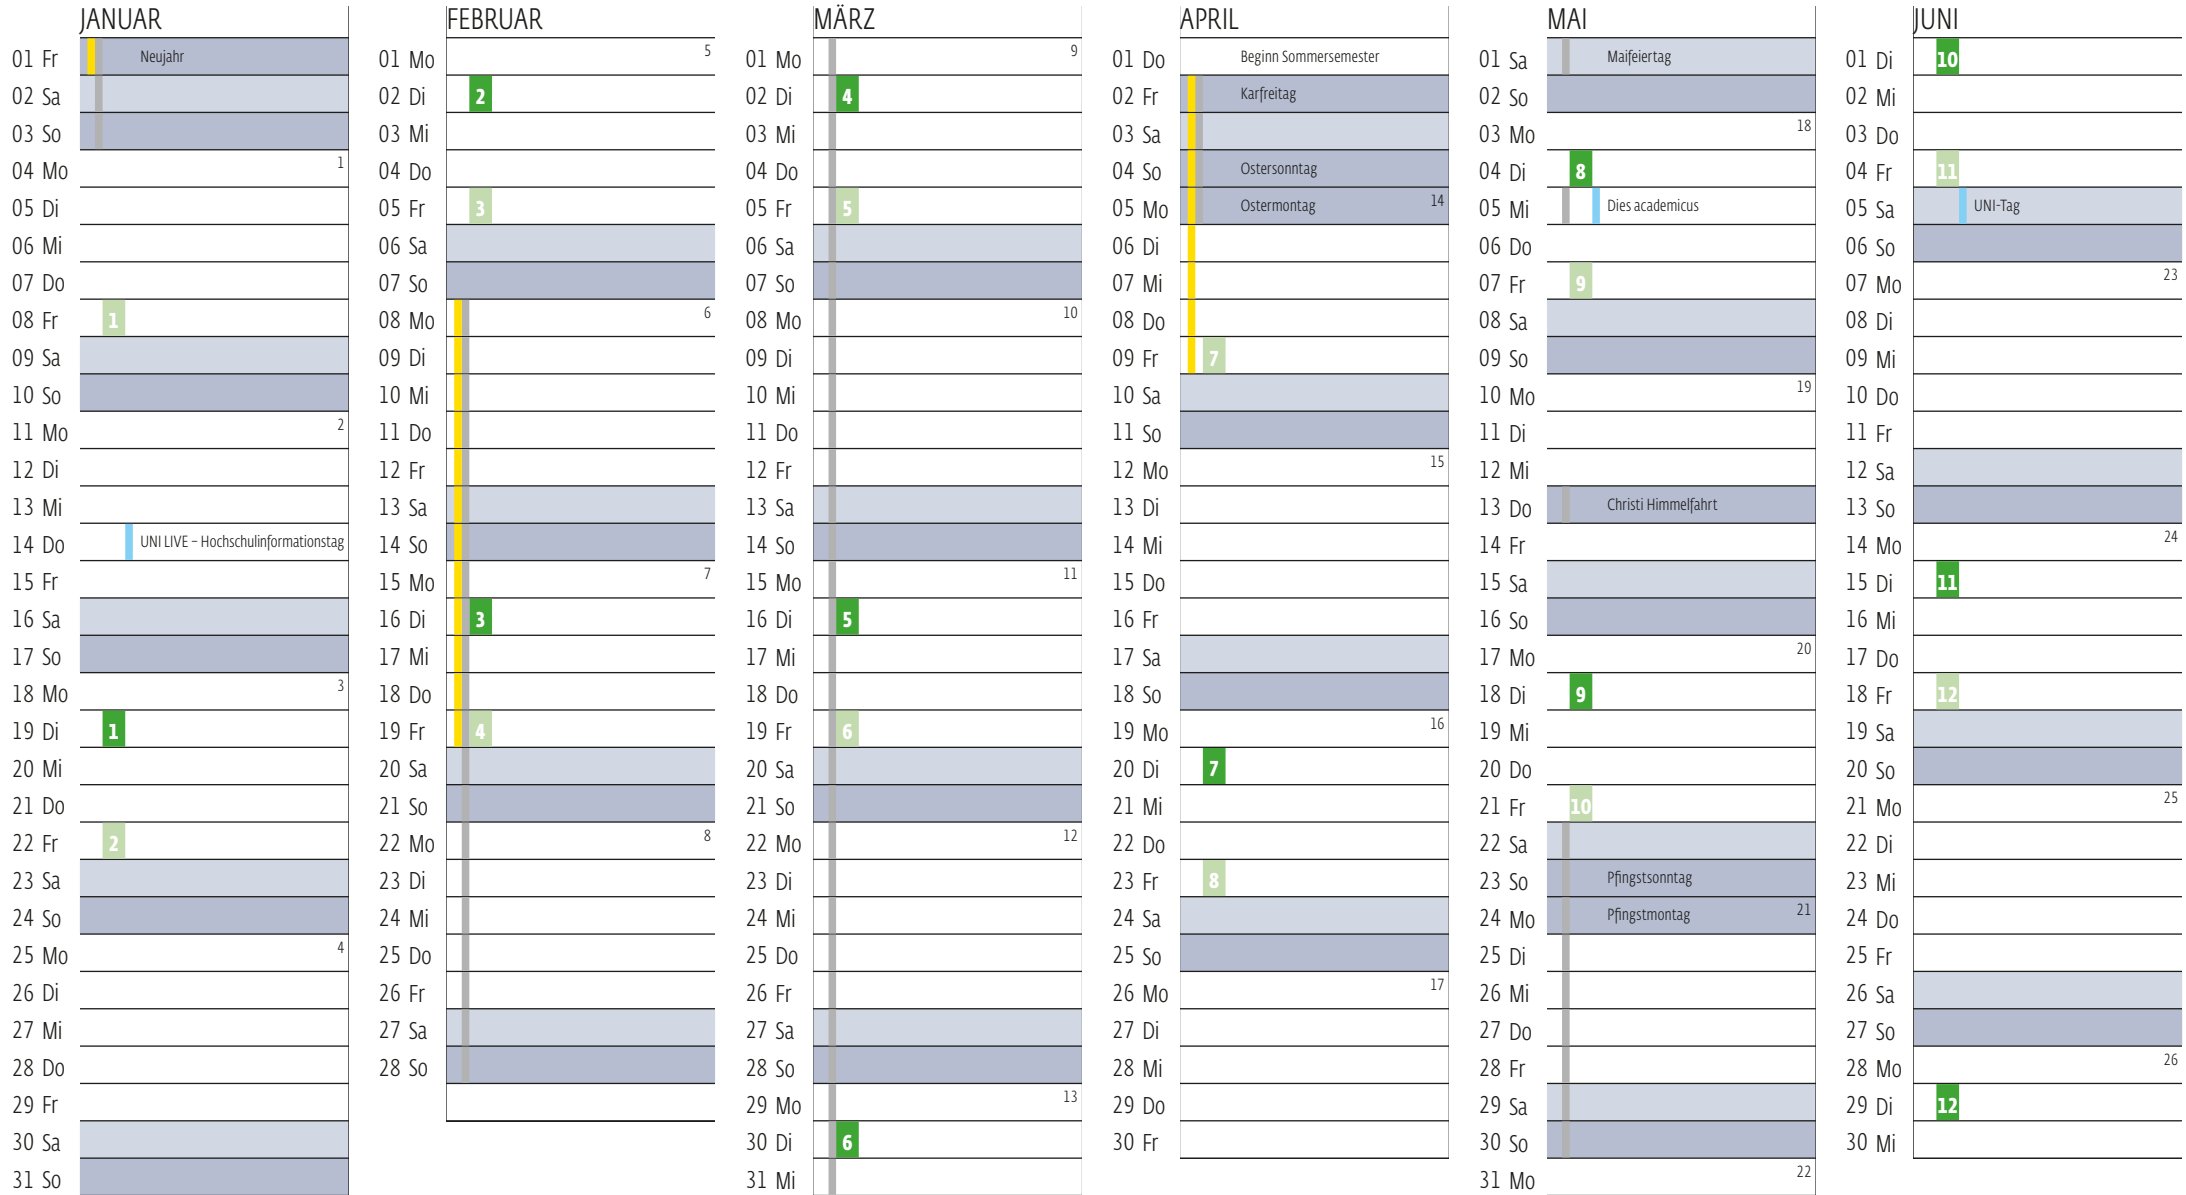 JANUAR
01 Fr Neujahr
02 Sa
03 So
04 Mo 1
05 Di
06 Mi
07 Do
08 Fr 1
09 Sa
10 So
11 Mo 2
12 Di
13 Mi
14 Do UNI LIVE – Hochschulinformationstag
15 Fr
16 Sa
17 So
18 Mo 3
19 Di 1
20 Mi
21 Do
22 Fr 2
23 Sa
24 So
25 Mo 4
26 Di
27 Mi
28 Do
29 Fr
30 Sa
31 So
FEBRUAR
01 Mo 5
02 Di 2
03 Mi
04 Do
05 Fr 3
06 Sa
07 So
08 Mo 6
09 Di
10 Mi
11 Do
12 Fr
13 Sa
14 So
15 Mo 7
16 Di 3
17 Mi
18 Do
19 Fr 4
20 Sa
21 So
22 Mo 8
23 Di
24 Mi
25 Do
26 Fr
27 Sa
28 So
MÄRZ
01 Mo 9
02 Di 4
03 Mi
04 Do
05 Fr 5
06 Sa
07 So
08 Mo 10
09 Di
10 Mi
11 Do
12 Fr
13 Sa
14 So
15 Mo 11
16 Di 5
17 Mi
18 Do
19 Fr 6
20 Sa
21 So
22 Mo 12
23 Di
24 Mi
25 Do
26 Fr
27 Sa
28 So
29 Mo 13
30 Di 6
31 Mi
APRIL
01 Do Beginn Sommersemester
02 Fr Karfreitag
03 Sa
04 So Ostersonntag
05 Mo Ostermontag 14
06 Di
07 Mi
08 Do
09 Fr 7
10 Sa
11 So
12 Mo 15
13 Di
14 Mi
15 Do
16 Fr
17 Sa
18 So
19 Mo 16
20 Di 7
21 Mi
22 Do
23 Fr 8
24 Sa
25 So
26 Mo 17
27 Di
28 Mi
29 Do
30 Fr
MAI
01 Sa Maifeiertag
02 So
03 Mo 18
04 Di 8
05 Mi Dies academicus
06 Do
07 Fr 9
08 Sa
09 So
10 Mo 19
11 Di
12 Mi
13 Do Christi Himmelfahrt
14 Fr
15 Sa
16 So
17 Mo 20
18 Di 9
19 Mi
20 Do
21 Fr 10
22 Sa
23 So Pfingstsonntag
24 Mo Pfingstmontag 21
25 Di
26 Mi
27 Do
28 Fr
29 Sa
30 So
31 Mo 22
JUNI
01 Di 10
02 Mi
03 Do
04 Fr 11
05 Sa UNI-Tag
06 So
07 Mo 23
08 Di
09 Mi
10 Do
11 Fr
12 Sa
13 So
14 Mo 24
15 Di 11
16 Mi
17 Do
18 Fr 12
19 Sa
20 So
21 Mo 25
22 Di
23 Mi
24 Do
25 Fr
26 Sa
27 So
28 Mo 26
29 Di 12
30 Mi